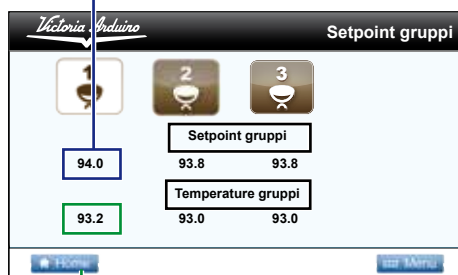 Victoria Arduino
Setpoint gruppi
1 2 3
Setpoint gruppi
94.0 93.8 93.8
Temperature gruppi
93.2 93.0 93.0
Home Menu